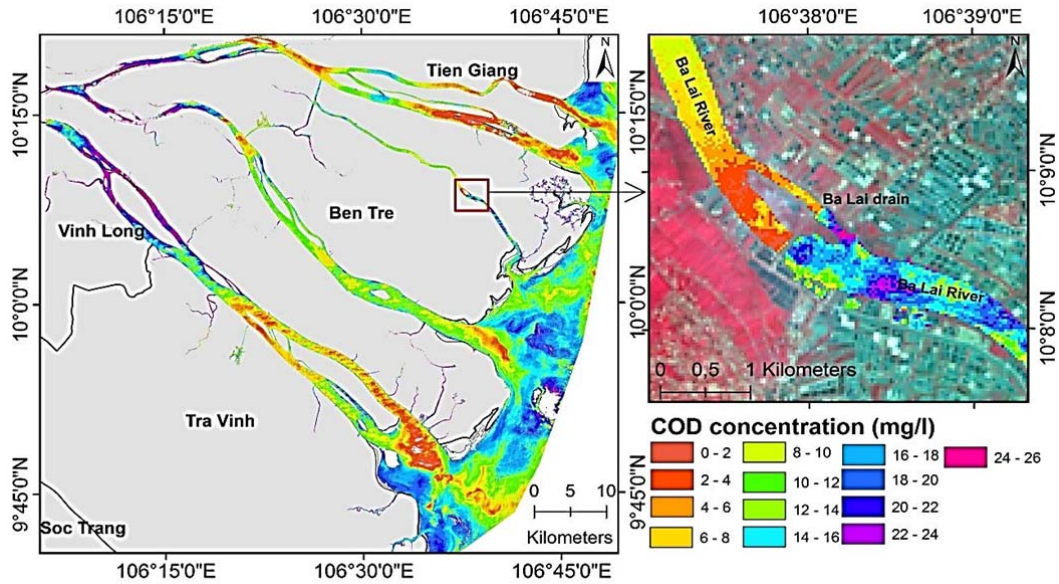 106°15'0"E 106°30'0"E 106°45'0"E
106°38'0"E 106°39'0"E
10°15'0"N
10°0'0"N
9°45'0"N
N
Tien Giang
Ben Tre
Vinh Long
Tra Vinh
Soc Trang
0 5 10
Kilometers
106°15'0"E 106°30'0"E 106°45'0"E
10°15'0"N
10°0'0"N
9°45'0"N
N
Ba Lai River
Ba Lai drain
Ba Lai River
0 0,5 1 Kilometers
10°9'0"N
10°8'0"N
COD concentration (mg/l)
0 - 2
2 - 4
4 - 6
6 - 8
8 - 10
10 - 12
12 - 14
14 - 16
16 - 18
18 - 20
20 - 22
22 - 24
24 - 26